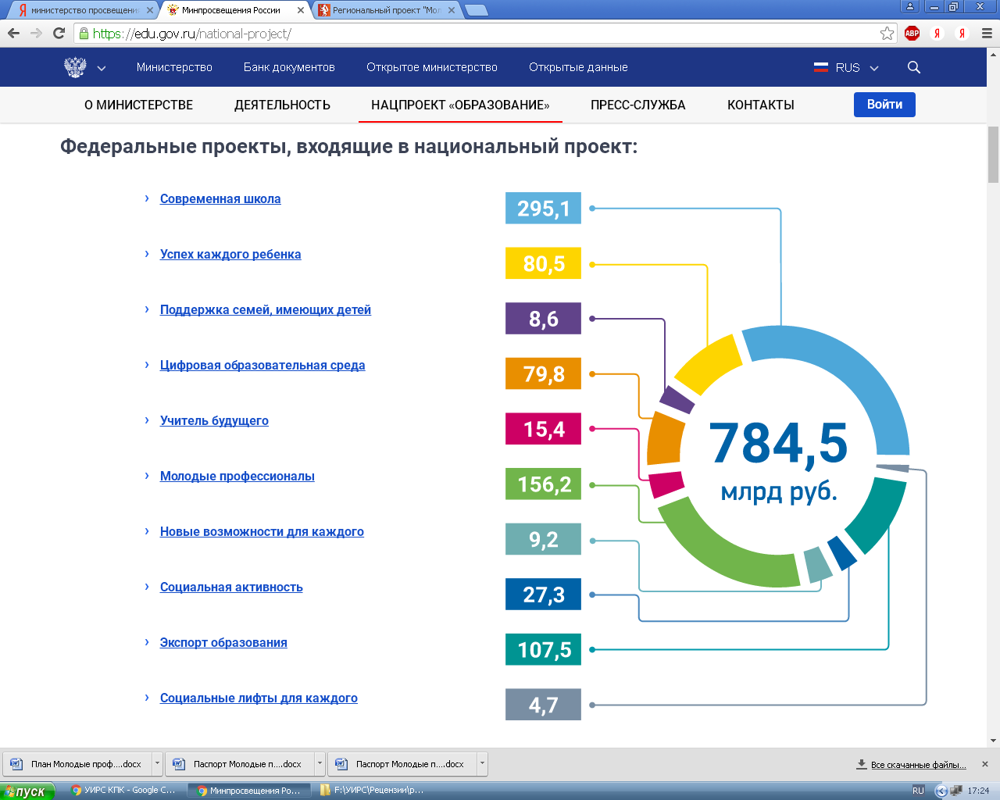 министерство просвещени
Минпросвещения России
Региональный проект "Мол
https://edu.gov.ru/national-project/
ABP
Министерство
Банк документов
Открытое министерство
Открытые данные
RUS
О МИНИСТЕРСТВЕ
ДЕЯТЕЛЬНОСТЬ
НАЦПРОЕКТ «ОБРАЗОВАНИЕ»
ПРЕСС-СЛУЖБА
КОНТАКТЫ
Войти
Федеральные проекты, входящие в национальный проект:
Современная школа
295,1
Успех каждого ребенка
80,5
Поддержка семей, имеющих детей
8,6
Цифровая образовательная среда
79,8
Учитель будущего
15,4
Молодые профессионалы
156,2
Новые возможности для каждого
9,2
Социальная активность
27,3
Экспорт образования
107,5
Социальные лифты для каждого
4,7
784,5
млрд руб.
План Молодые проф....docx
Паспорт Молодые п....docx
Паспорт Молодые п....docx
Все скачанные файлы...
пуск
УИРС КПК - Google C...
Минпросвещения Ро...
F:\УИРС\Рецензии\р...
RU
17:24